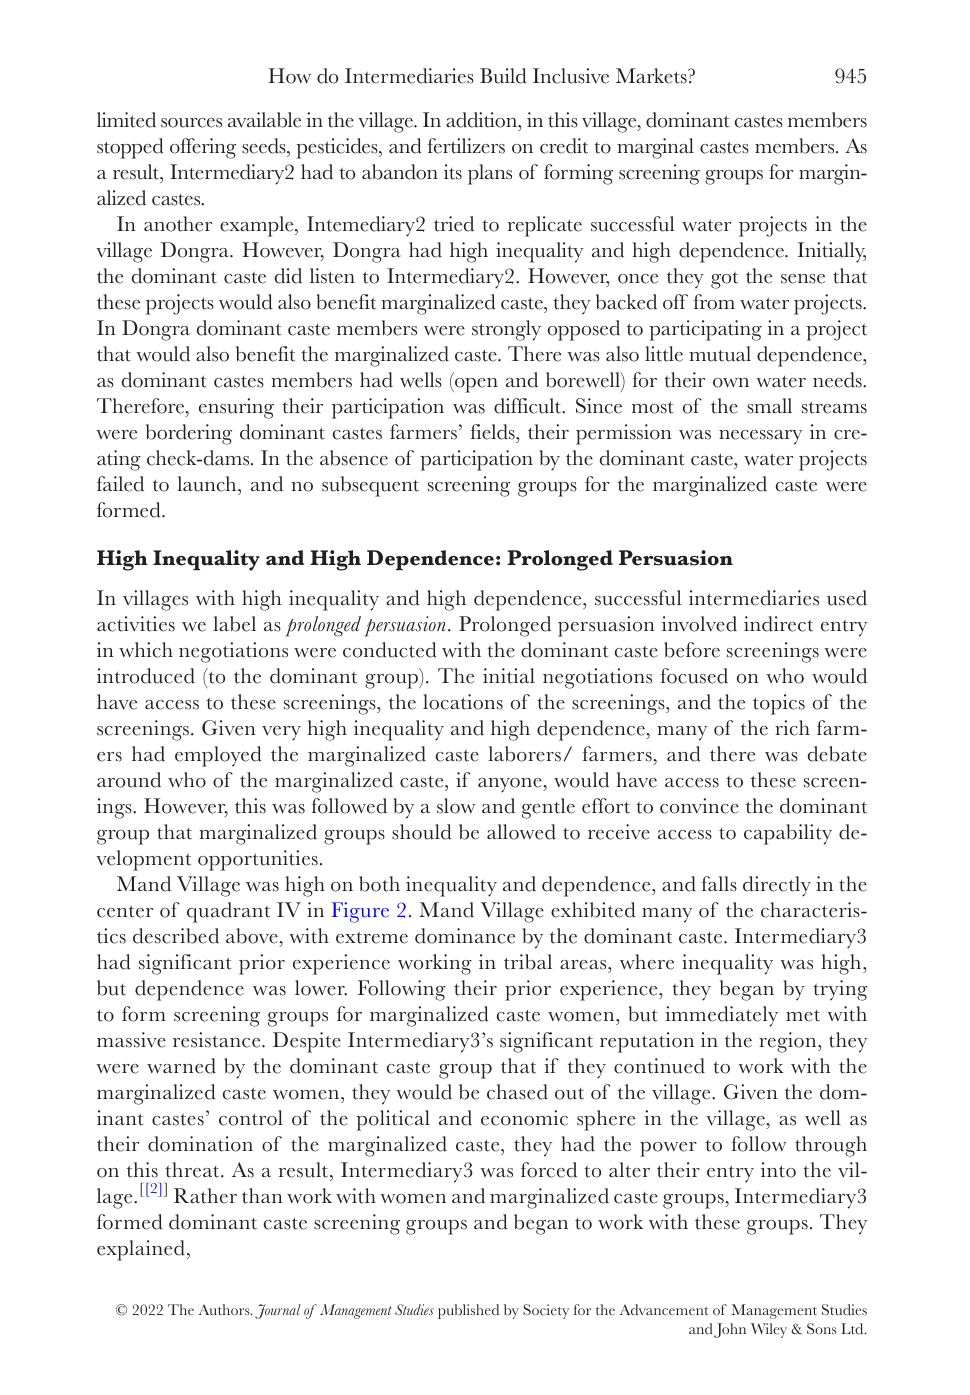 How do Intermediaries Build Inclusive Markets? 945
limited sources available in the village. In addition, in this village, dominant castes members
stopped offering seeds, pesticides, and fertilizers on credit to marginal castes members. As
a result, Intermediary2 had to abandon its plans of forming screening groups for margin-
alized castes.
In another example, Intemediary2 tried to replicate successful water projects in the
village Dongra. However, Dongra had high inequality and high dependence. Initially,
the dominant caste did listen to Intermediary2. However, once they got the sense that
these projects would also benefit marginalized caste, they backed off from water projects.
In Dongra dominant caste members were strongly opposed to participating in a project
that would also benefit the marginalized caste. There was also little mutual dependence,
as dominant castes members had wells (open and borewell) for their own water needs.
Therefore, ensuring their participation was difficult. Since most of the small streams
were bordering dominant castes farmers' fields, their permission was necessary in cre-
ating check-dams. In the absence of participation by the dominant caste, water projects
failed to launch, and no subsequent screening groups for the marginalized caste were
formed.
High Inequality and High Dependence: Prolonged Persuasion
In villages with high inequality and high dependence, successful intermediaries used
activities we label as prolonged persuasion. Prolonged persuasion involved indirect entry
in which negotiations were conducted with the dominant caste before screenings were
introduced (to the dominant group). The initial negotiations focused on who would
have access to these screenings, the locations of the screenings, and the topics of the
screenings. Given very high inequality and high dependence, many of the rich farm-
ers had employed the marginalized caste laborers/ farmers, and there was debate
around who of the marginalized caste, if anyone, would have access to these screen-
ings. However, this was followed by a slow and gentle effort to convince the dominant
group that marginalized groups should be allowed to receive access to capability de-
velopment opportunities.
Mand Village was high on both inequality and dependence, and falls directly in the
center of quadrant IV in Figure 2. Mand Village exhibited many of the characteris-
tics described above, with extreme dominance by the dominant caste. Intermediary3
had significant prior experience working in tribal areas, where inequality was high,
but dependence was lower. Following their prior experience, they began by trying
to form screening groups for marginalized caste women, but immediately met with
massive resistance. Despite Intermediary3's significant reputation in the region, they
were warned by the dominant caste group that if they continued to work with the
marginalized caste women, they would be chased out of the village. Given the dom-
inant castes' control of the political and economic sphere in the village, as well as
their domination of the marginalized caste, they had the power to follow through
on this threat. As a result, Intermediary3 was forced to alter their entry into the vil-
lage.[[2]] Rather than work with women and marginalized caste groups, Intermediary3
formed dominant caste screening groups and began to work with these groups. They
explained,
© 2022 The Authors. Journal of Management Studies published by Society for the Advancement of Management Studies
and John Wiley & Sons Ltd.